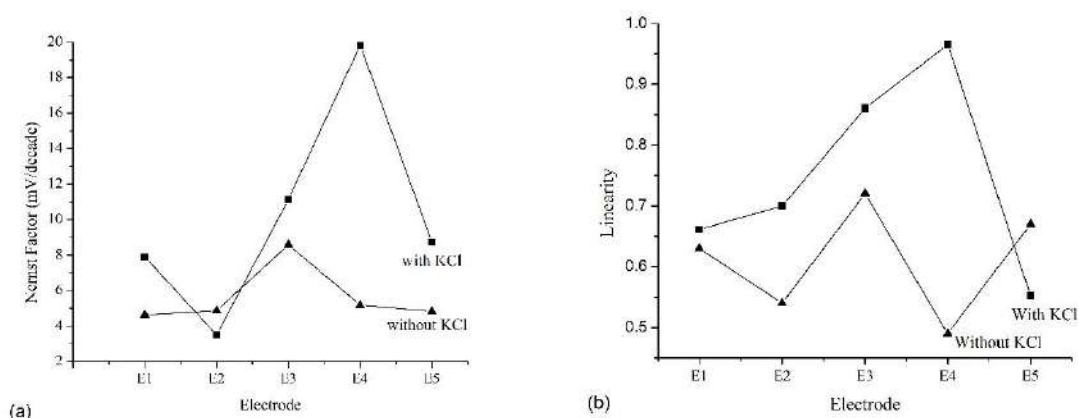 20
18
16
14
12
10
8
6
4
2
Nernst Factor (mV/decade)
with KCl
without KCl
E1 E2 E3 E4 E5
Electrode
(a)
1.0
0.9
0.8
0.7
0.6
0.5
Linearity
With KCl
Without KCl
E1 E2 E3 E4 E5
Electrode
(b)